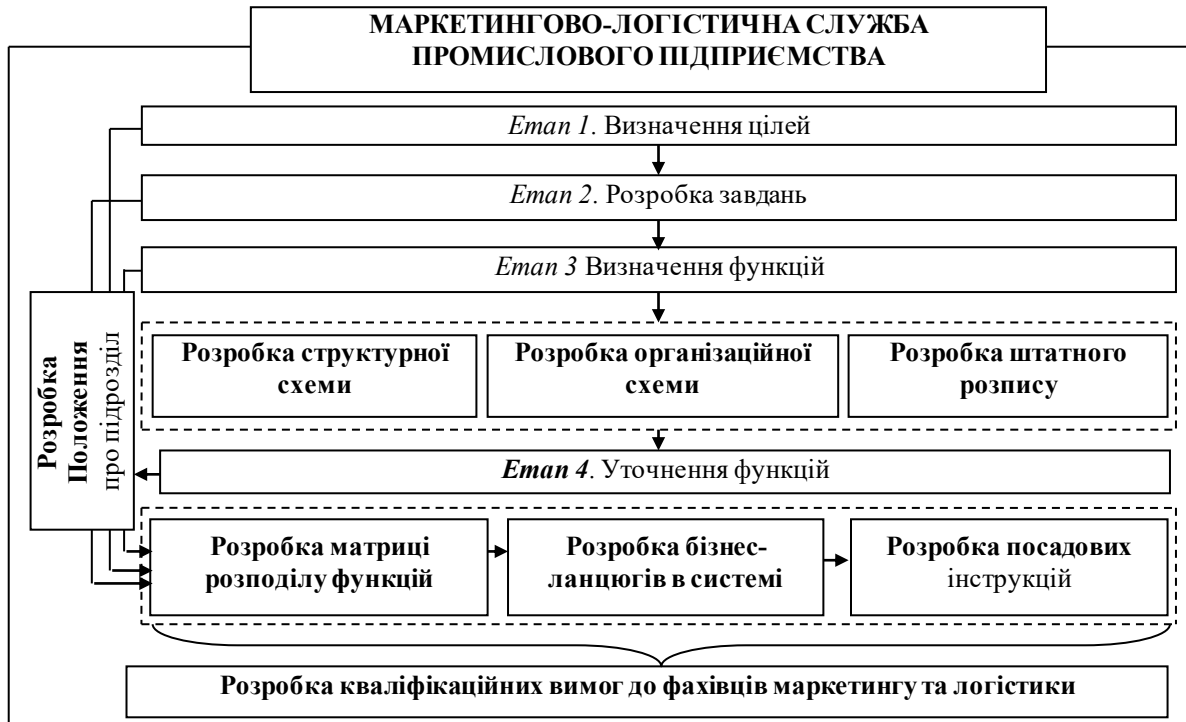 МАРКЕТИНГОВО-ЛОГІСТИЧНА СЛУЖБА
ПРОМИСЛОВОГО ПІДПРИЄМСТВА
Етап 1. Визначення цілей
Етап 2. Розробка завдань
Етап 3 Визначення функцій
Розробка
Положення
про підрозділ
Розробка структурної
схеми
Розробка організаційної
схеми
Розробка штатного
розпису
Етап 4. Уточнення функцій
Розробка матриці
розподілу функцій
Розробка бізнес-
ланцюгів в системі
Розробка посадових
інструкцій
Розробка кваліфікаційних вимог до фахівців маркетингу та логістики